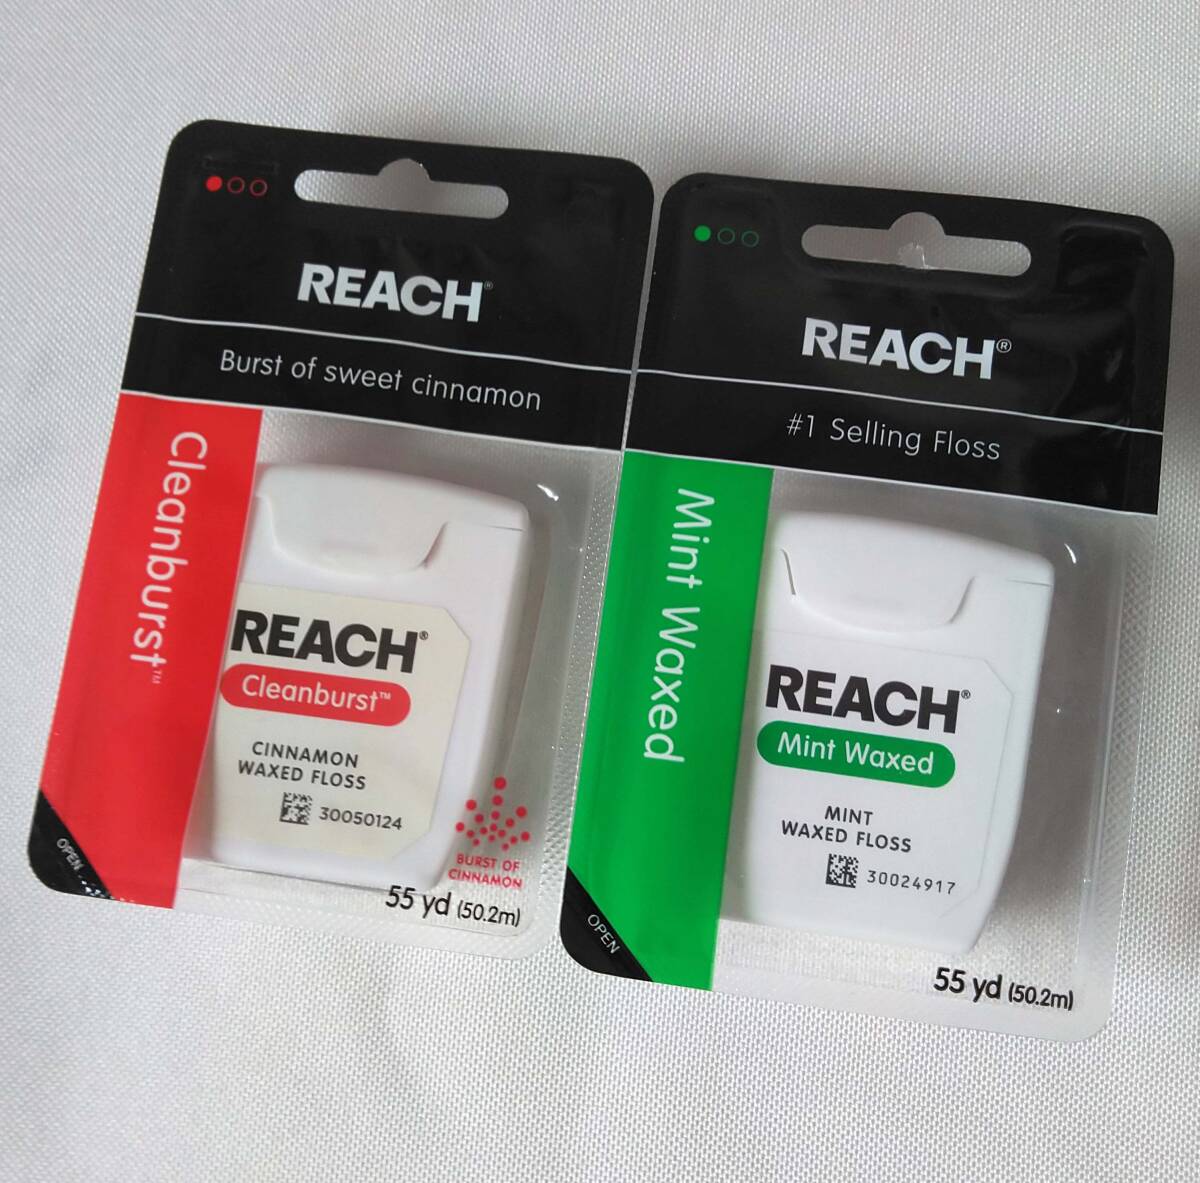 REACH®
Burst of sweet cinnamon
Cleanburst™
REACH®
Cleanburst™
CINNAMON
WAXED FLOSS
30050124
BURST OF
CINNAMON
OPEN
55 yd (50.2m)
REACH®
#1 Selling Floss
Mint Waxed
REACH®
Mint Waxed
MINT
WAXED FLOSS
30024917
OPEN
55 yd (50.2m)